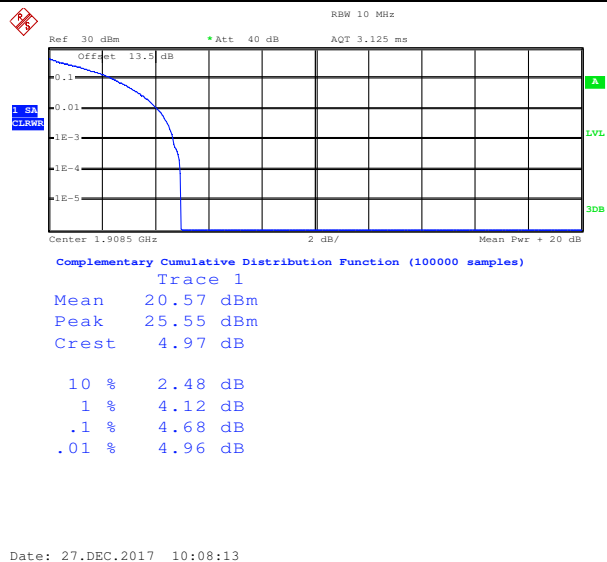 R S
RBW 10 MHz
Ref 30 dBm * Att 40 dB AQT 3.125 ms
Offset 13.5 dB
0.1
A
1 SA
0.01
CLRWR
1E-3
LVL
1E-4
1E-5
3DB
Center 1.9085 GHz 2 dB/ Mean Pwr + 20 dB
Complementary Cumulative Distribution Function (100000 samples)
Trace 1
Mean 20.57 dBm
Peak 25.55 dBm
Crest 4.97 dB
10 % 2.48 dB
1 % 4.12 dB
.1 % 4.68 dB
.01 % 4.96 dB
Date: 27.DEC.2017 10:08:13